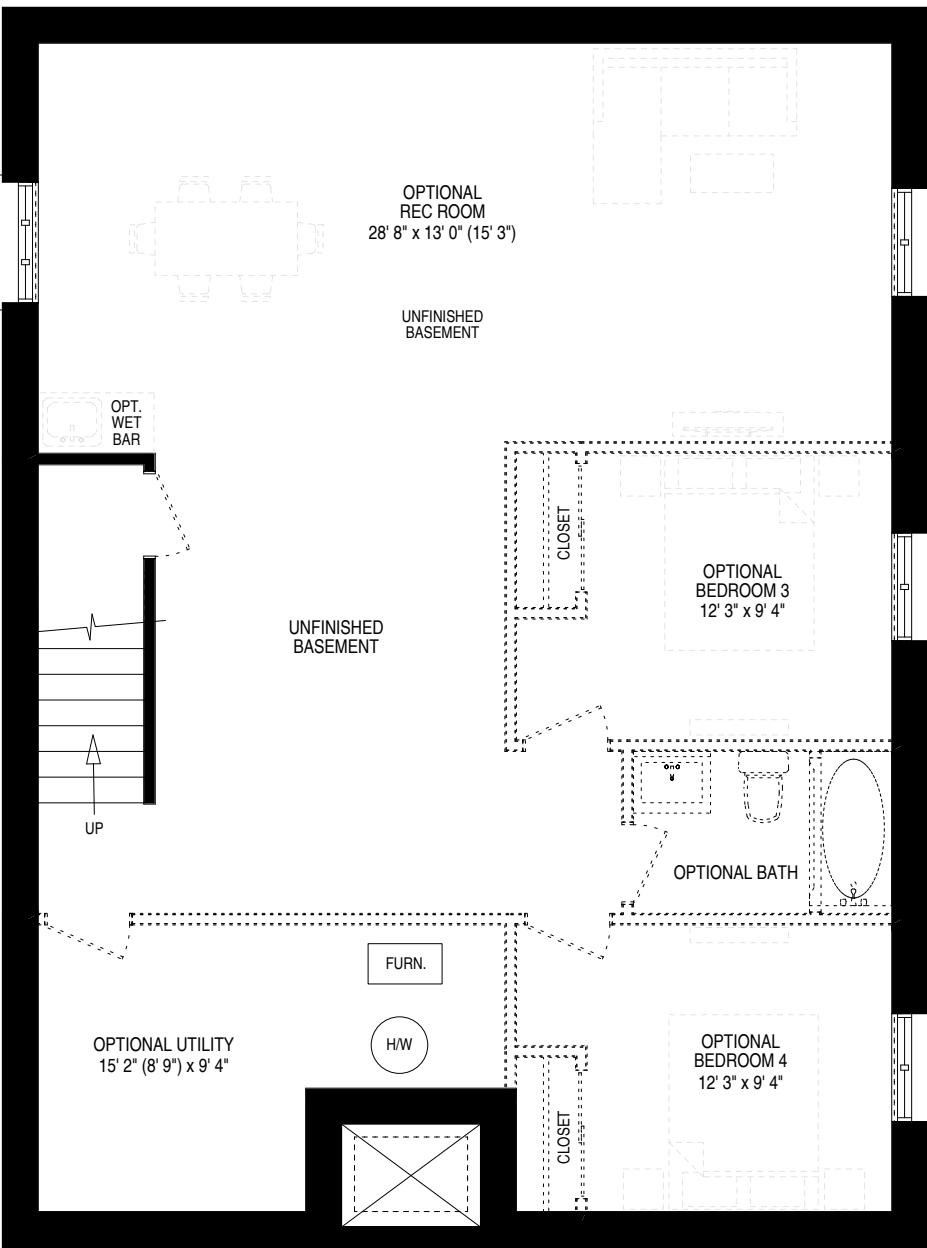 OPTIONAL
REC ROOM
28' 8" x 13' 0" (15' 3")
UNFINISHED
BASEMENT
OPT.
WET
BAR
CLOSET
OPTIONAL
BEDROOM 3
12' 3" x 9' 4"
UNFINISHED
BASEMENT
UP
OPTIONAL BATH
FURN.
H/W
OPTIONAL UTILITY
15' 2" (8' 9") x 9' 4"
OPTIONAL
BEDROOM 4
12' 3" x 9' 4"
CLOSET